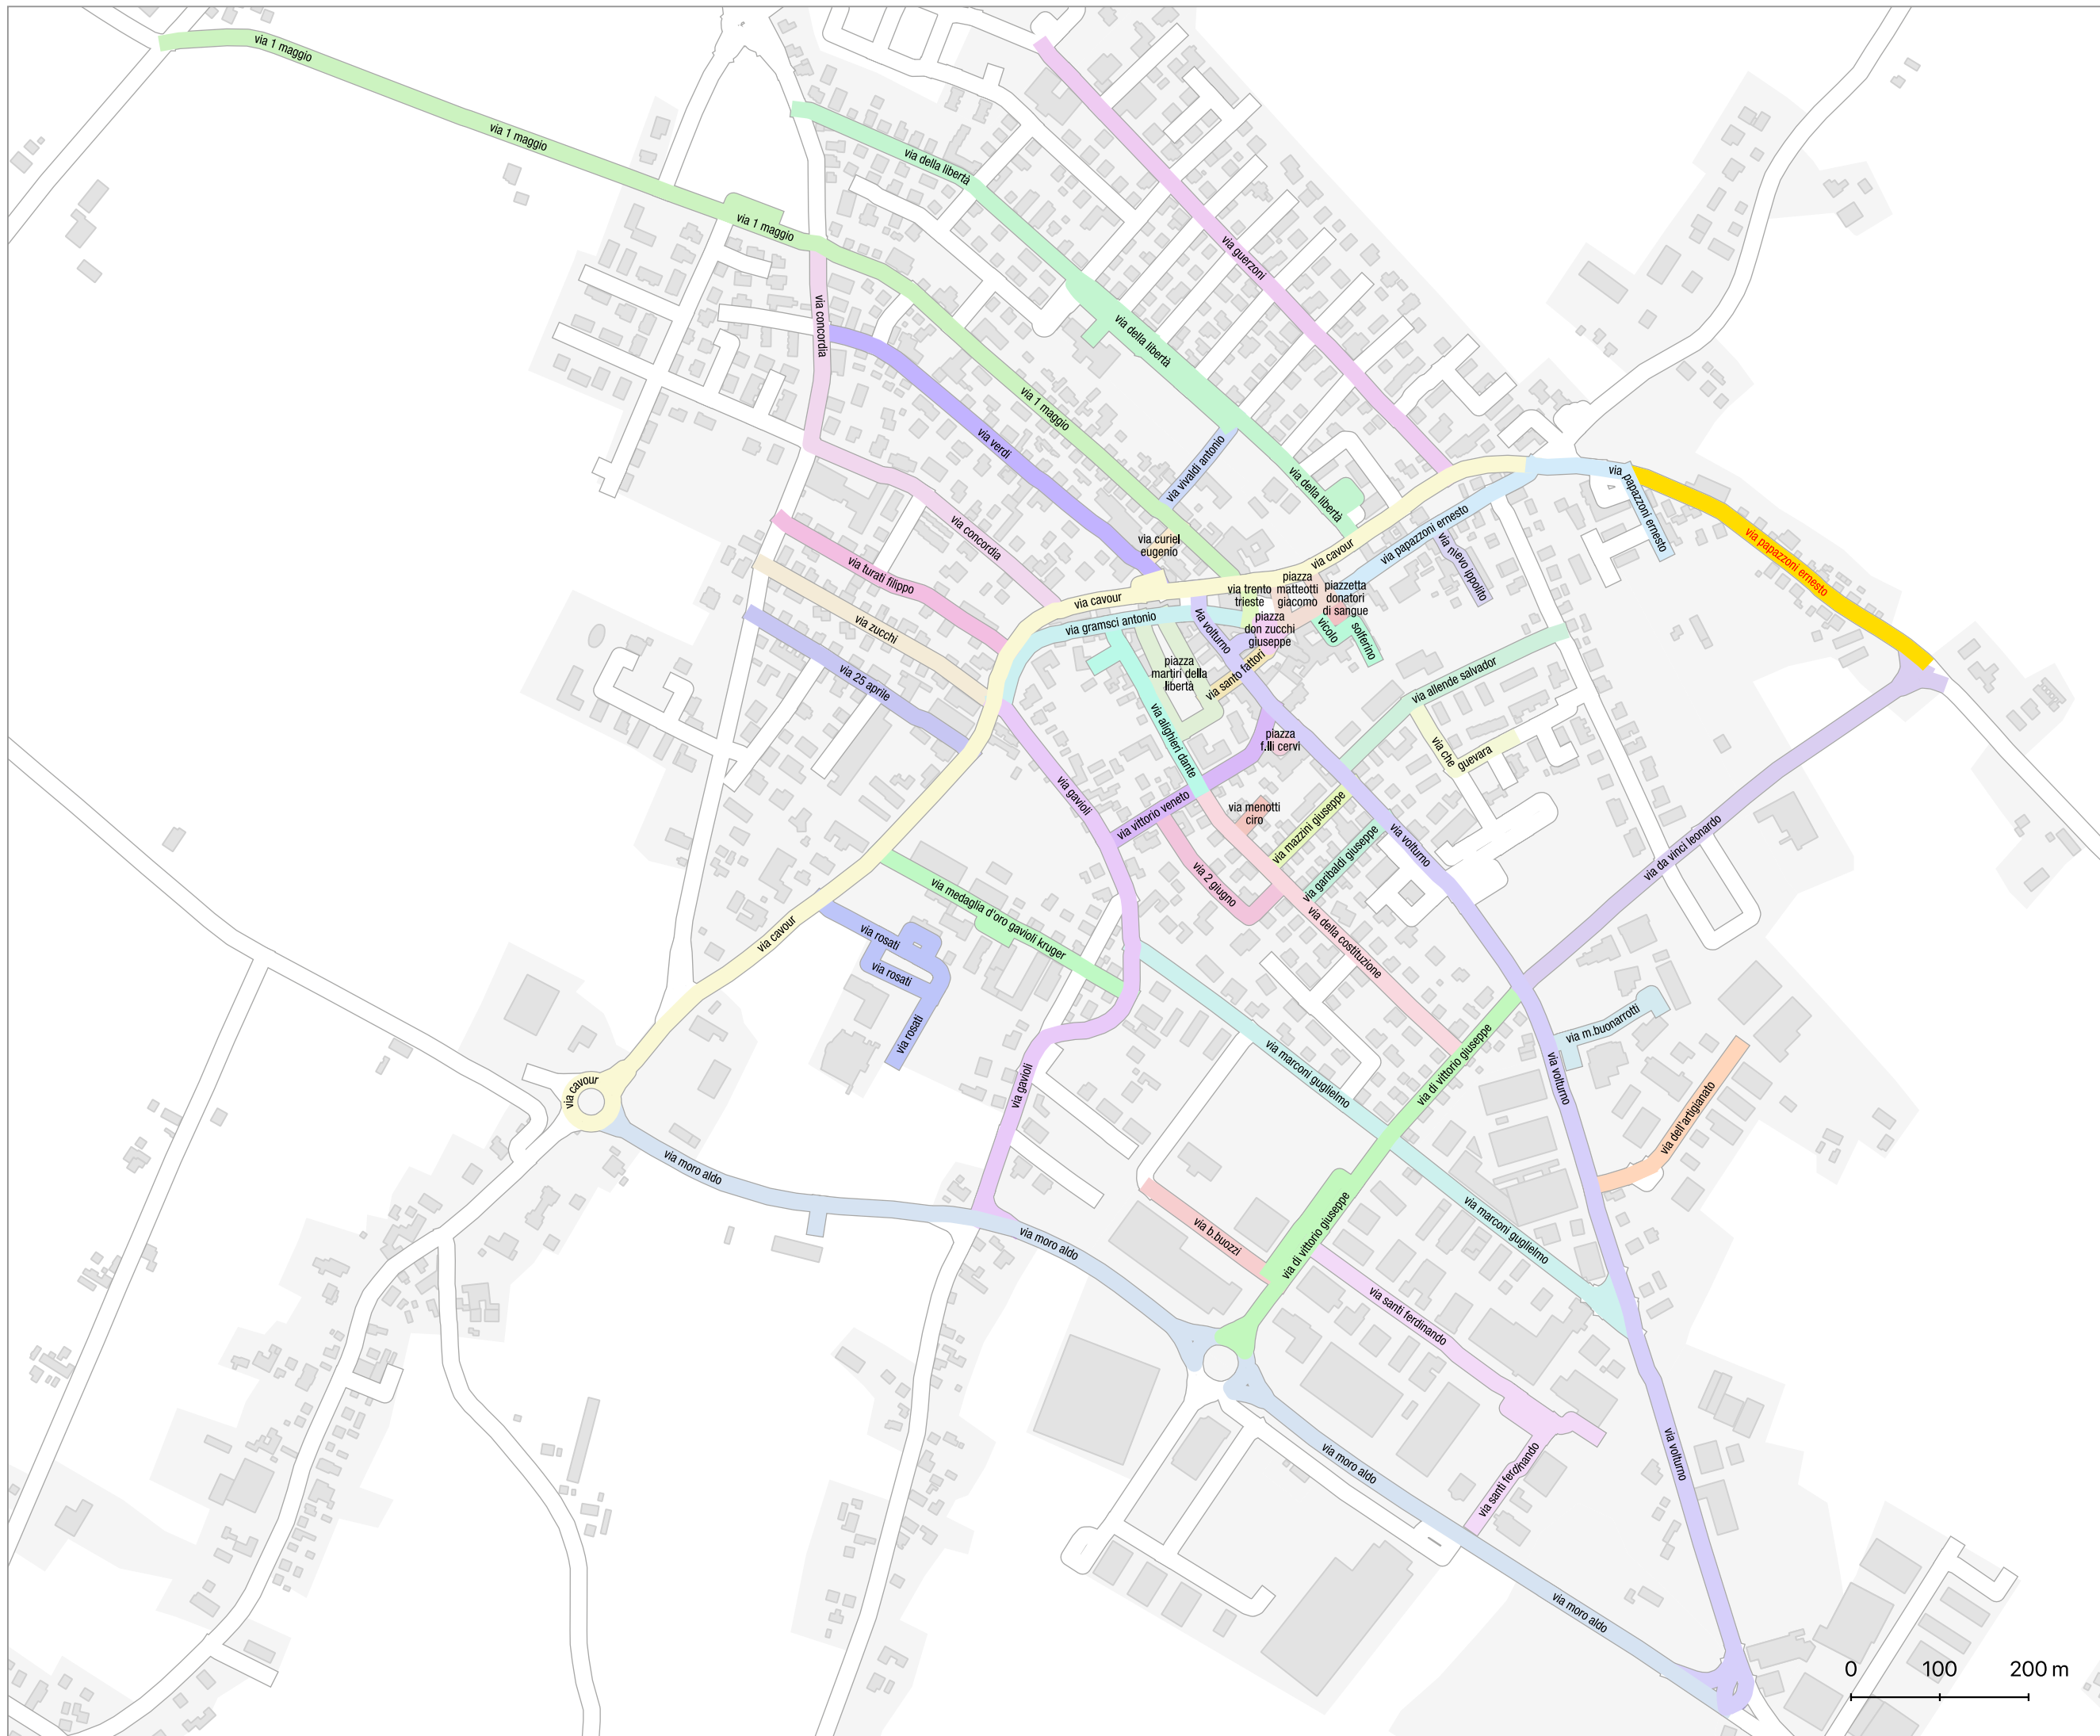 via 1 maggio
via 1 maggio
via della libertà
via 1 maggio
via guerzoni
via concordia
via della libertà
via 1 maggio
via verdi
via vivaldi antonio
via della libertà
via papazzoni ernesto
via papazzoni ernesto
via papazzoni ernesto
via concordia
via curiel
eugenio
via cavour
via nievo ippolito
via turati filippo
via cavour
via trento
trieste
piazza
matteotti
giacomo
piazzetta
donatori
di sangue
via gramsci antonio
via volturno
piazza
don zucchi
giuseppe
vicolo
solferino
via zucchi
piazza
martiri della
libertà
via santo fattori
via allende salvador
via 25 aprile
via alighieri dante
piazza
f.lli cervi
via che
guevara
via gavioli
via vittorio veneto
via menotti
ciro
via mazzini giuseppe
via volturno
via garibaldi giuseppe
via da vinci leonardo
via 2 giugno
via medaglia d'oro gavioli kruger
via cavour
via rosati
via rosati
via rosati
via della costituzione
via m.buonarrotti
via marconi guglielmo
via di vittorio giuseppe
via volturno
via cavour
via gavioli
via dell'artigianato
via moro aldo
via moro aldo
via b.buozzi
via di vittorio giuseppe
via marconi guglielmo
via santi ferdinando
via moro aldo
via santi ferdinando
via volturno
via moro aldo
0 100 200 m